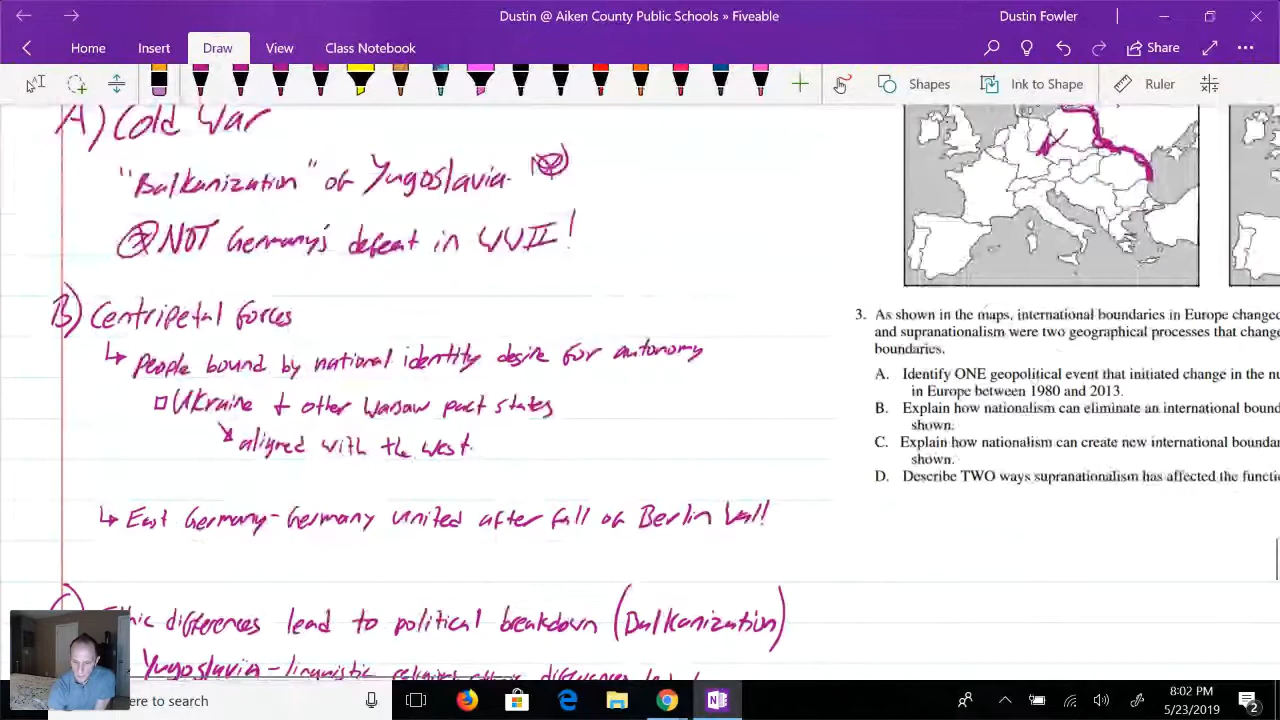 Dustin @ Aiken County Public Schools » Fiveable
Dustin Fowler
Home Insert Draw View Class Notebook
Share
Shapes Ink to Shape Ruler
A) Cold War
"Balkanization" of Yugoslavia.
NOT Germany's defeat in WWII!
B) Centripetal forces
↳ People bound by national identity desire for autonomy
Ukraine + other Warsaw pact states
↘ aligned with the west.
↳ East Germany-Germany united after fall of Berlin Wall
differences lead to political breakdown (Balkanization)
Yugoslavia - linguistic
3. As shown in the maps, international boundaries in Europe changed
and supranationalism were two geographical processes that change
boundaries.
A. Identify ONE geopolitical event that initiated change in the nu
in Europe between 1980 and 2013.
B. Explain how nationalism can eliminate an international bound
shown.
C. Explain how nationalism can create new international boundar
shown.
D. Describe TWO ways supranationalism has affected the functi
ere to search
8:02 PM
5/23/2019
2